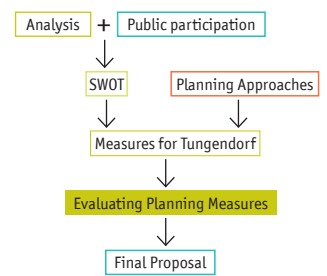 Analysis + Public participation
SWOT Planning Approaches
Measures for Tungendorf
Evaluating Planning Measures
Final Proposal